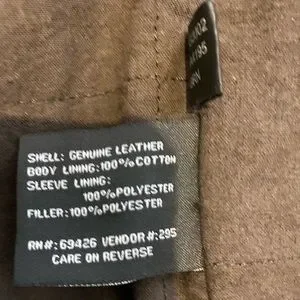 SHELL: GENUINE LEATHER
BODY LINING:100%COTTON
SLEEVE LINING:
100%POLYESTER
FILLER:100%POLYESTER
RN#:69426 VENDOR#:295
CARE ON REVERSE